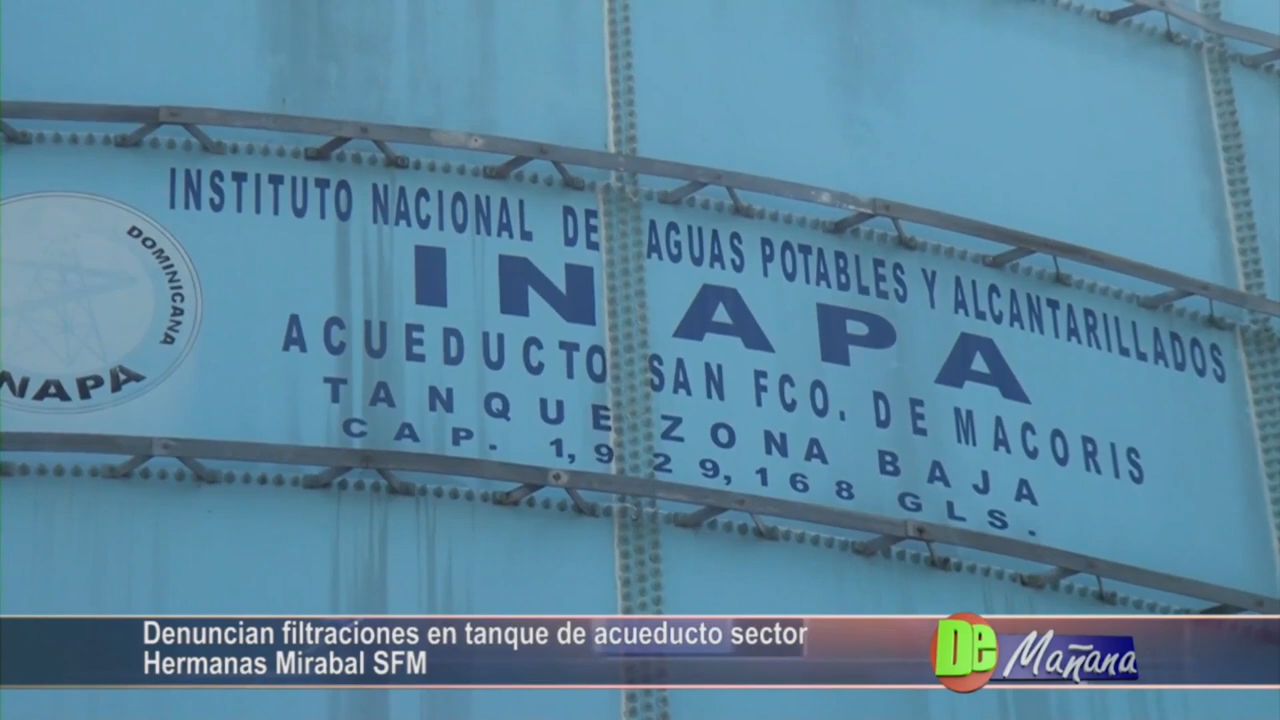 INSTITUTO NACIONAL DE AGUAS POTABLES Y ALCANTARILLADOS
INAPA
ACUEDUCTO SAN FCO. DE MACORIS
TANQUE ZONA BAJA
CAP. 1,929,168 GLS.
DOMINICANA
NAPA
Denuncian filtraciones en tanque de acueducto sector
Hermanas Mirabal SFM
De Mañana